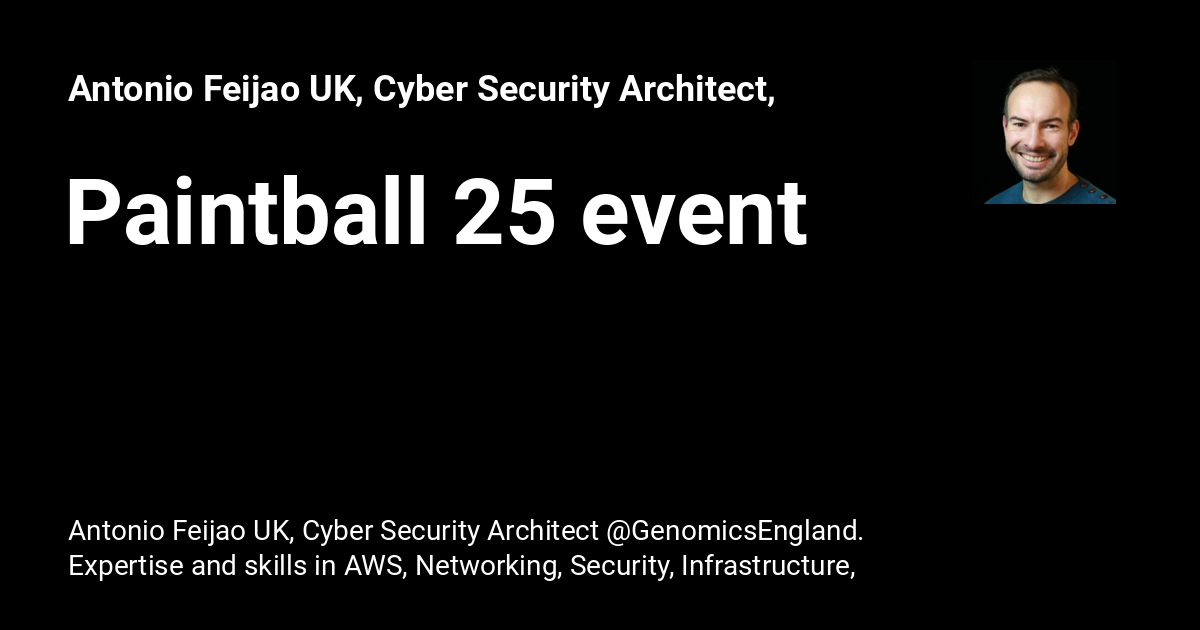 Antonio Feijao UK, Cyber Security Architect,
Paintball 25 event
Antonio Feijao UK, Cyber Security Architect @GenomicsEngland.
Expertise and skills in AWS, Networking, Security, Infrastructure,